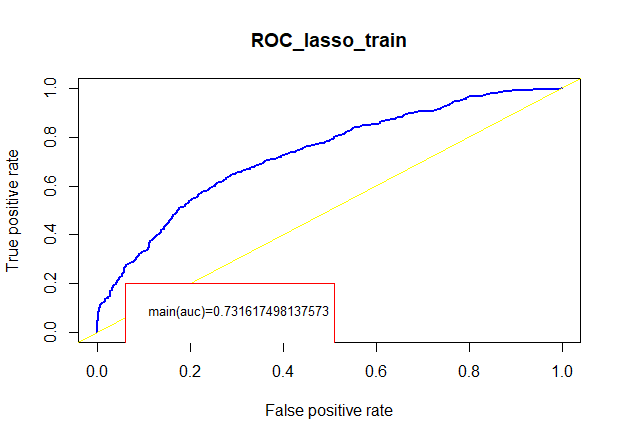 ROC_lasso_train
True positive rate
1.0
0.8
0.6
0.4
0.2
0.0
main(auc)=0.731617498137573
0.0 0.2 0.4 0.6 0.8 1.0
False positive rate